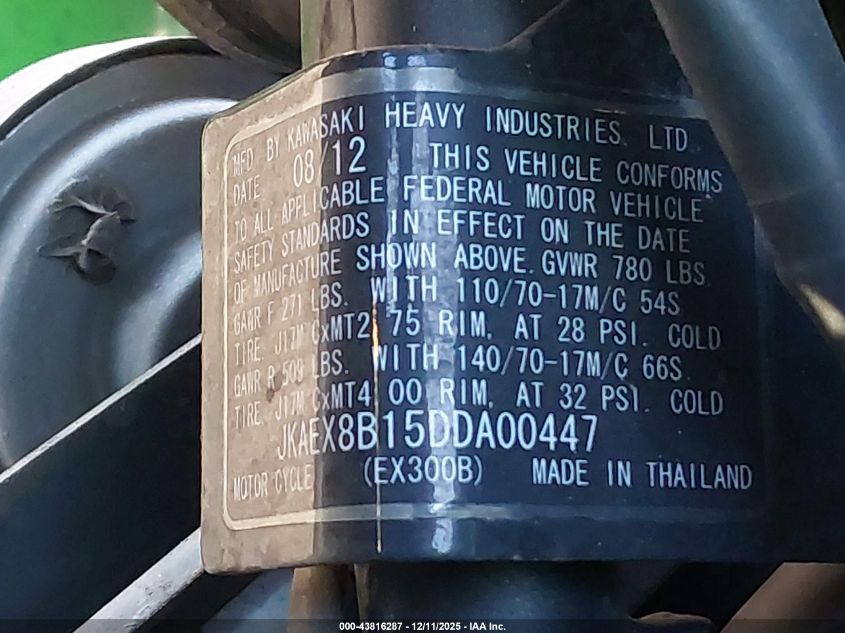 MFD BY KAWASAKI HEAVY INDUSTRIES. LTD
DATE 08/12 THIS VEHICLE CONFORMS
TO ALL APPLICABLE FEDERAL MOTOR VEHICLE
SAFETY STANDARDS IN EFFECT ON THE DATE
OF MANUFACTURE SHOWN ABOVE. GVWR 780 LBS.
GAWR F 271 LBS. WITH 110/70-17M/C 54S
TIRE. J17M CxMT2 75 RIM, AT 28 PSI. COLD
GAWR R 509 LBS. WITH 140/70-17M/C 66S.
TIRE. J17M CxMT4 00 RIM, AT 32 PSI. COLD
JKAEX8B15DDA00447
MOTOR CYCLE (EX300B) MADE IN THAILAND
000-43816287 - 12/11/2025 - IAA Inc.